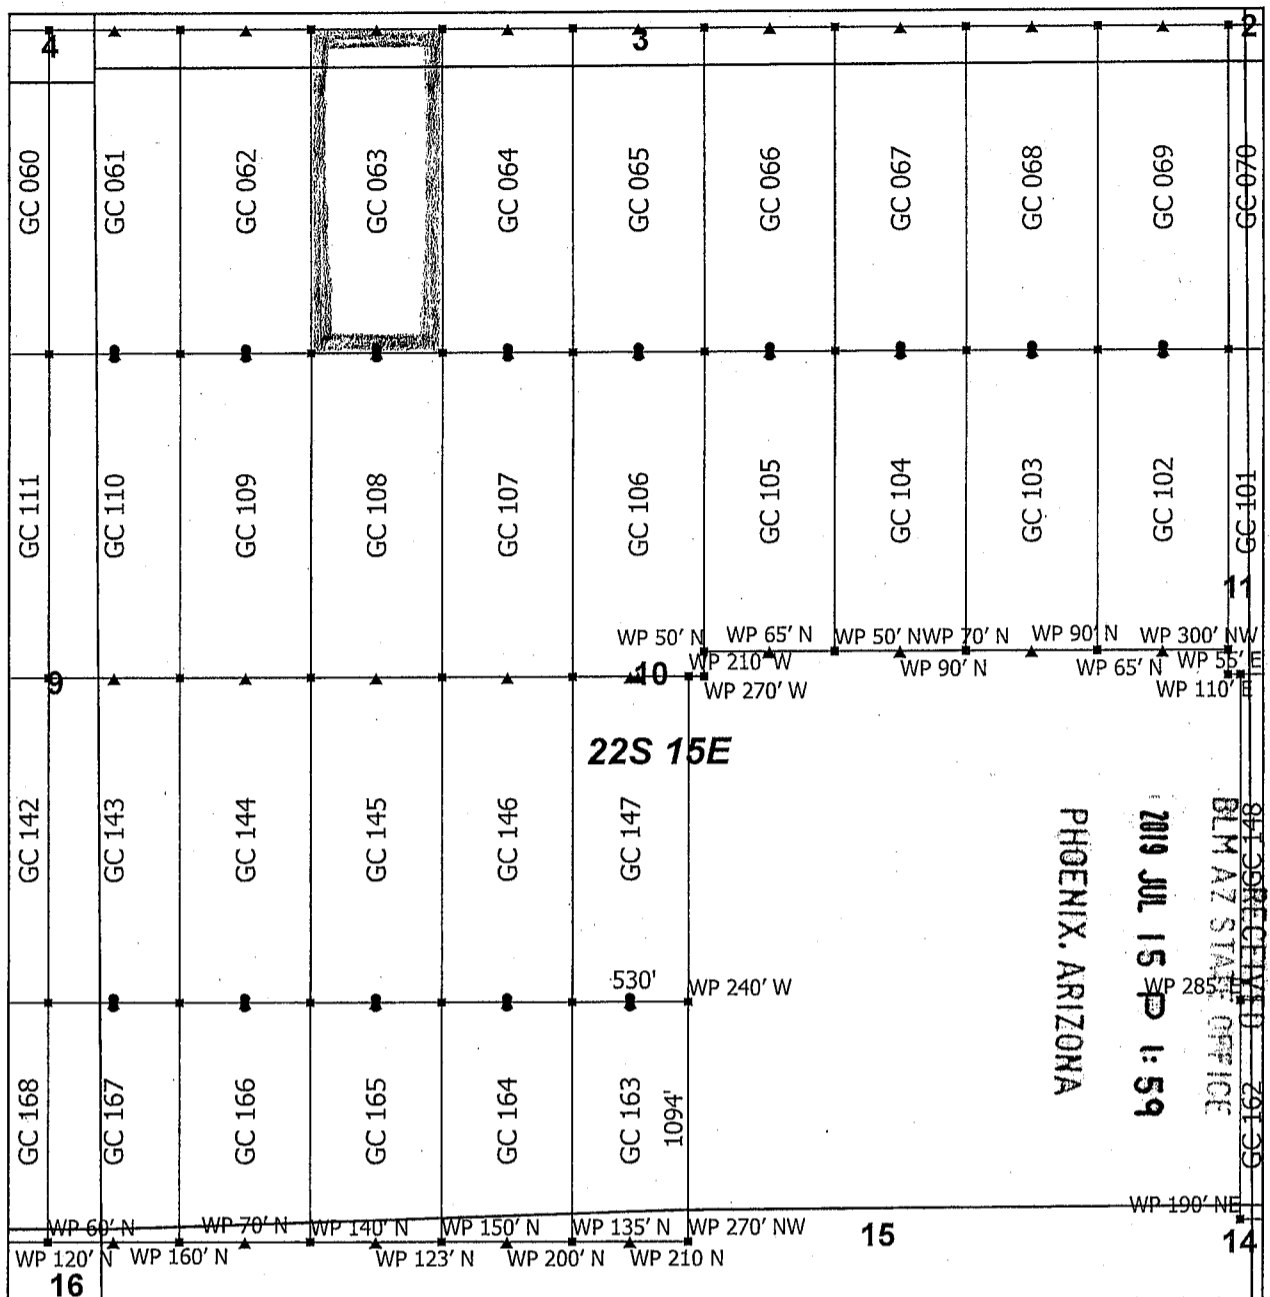 4
3
2
GC 060
GC 061
GC 062
GC 063
GC 064
GC 065
GC 066
GC 067
GC 068
GC 069
GC 070
GC 111
GC 110
GC 109
GC 108
GC 107
GC 106
GC 105
GC 104
GC 103
GC 102
GC 101
11
WP 50' N
WP 65' N
WP 50' N
WP 70' N
WP 90' N
WP 300' NW
WP 210' W
WP 90' N
WP 65' N
WP 55' E
9
10
WP 270' W
WP 110' E
22S 15E
GC 142
GC 143
GC 144
GC 145
GC 146
GC 147
GC 148
RECEIVED
BLM AZ STATE OFFICE
2019 JUL 15 P 1:59
PHOENIX, ARIZONA
530'
WP 240' W
WP 285' E
GC 168
GC 167
GC 166
GC 165
GC 164
GC 163
1094'
GC 162
WP 190' NE
WP 60' N
WP 70' N
WP 140' N
WP 150' N
WP 135' N
WP 270' NW
15
14
WP 120' N
WP 160' N
WP 123' N
WP 200' N
WP 210 N
16